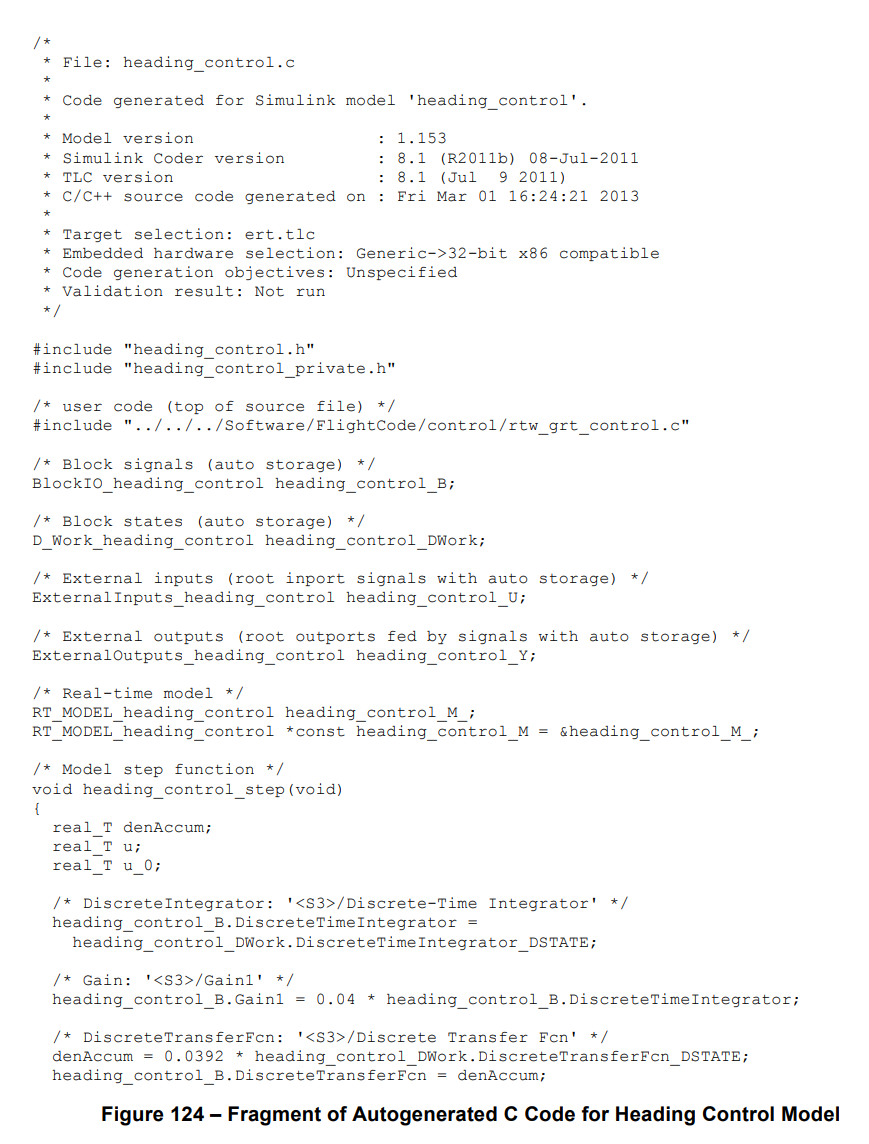 /*
 * File: heading_control.c
 *
 * Code generated for Simulink model 'heading_control'.
 *
 * Model version                  : 1.153
 * Simulink Coder version         : 8.1 (R2011b) 08-Jul-2011
 * TLC version                    : 8.1 (Jul  9 2011)
 * C/C++ source code generated on : Fri Mar 01 16:24:21 2013
 *
 * Target selection: ert.tlc
 * Embedded hardware selection: Generic->32-bit x86 compatible
 * Code generation objectives: Unspecified
 * Validation result: Not run
 */

#include "heading_control.h"
#include "heading_control_private.h"

/* user code (top of source file) */
#include "../../../Software/FlightCode/control/rtw_grt_control.c"

/* Block signals (auto storage) */
BlockIO_heading_control heading_control_B;

/* Block states (auto storage) */
D_Work_heading_control heading_control_DWork;

/* External inputs (root inport signals with auto storage) */
ExternalInputs_heading_control heading_control_U;

/* External outputs (root outports fed by signals with auto storage) */
ExternalOutputs_heading_control heading_control_Y;

/* Real-time model */
RT_MODEL_heading_control heading_control_M_;
RT_MODEL_heading_control *const heading_control_M = &heading_control_M_;

/* Model step function */
void heading_control_step(void)
{
  real_T denAccum;
  real_T u;
  real_T u_0;

  /* DiscreteIntegrator: '<S3>/Discrete-Time Integrator' */
  heading_control_B.DiscreteTimeIntegrator =
    heading_control_DWork.DiscreteTimeIntegrator_DSTATE;

  /* Gain: '<S3>/Gain1' */
  heading_control_B.Gain1 = 0.04 * heading_control_B.DiscreteTimeIntegrator;

  /* DiscreteTransferFcn: '<S3>/Discrete Transfer Fcn' */
  denAccum = 0.0392 * heading_control_DWork.DiscreteTransferFcn_DSTATE;
  heading_control_B.DiscreteTransferFcn = denAccum;

Figure 124 – Fragment of Autogenerated C Code for Heading Control Model